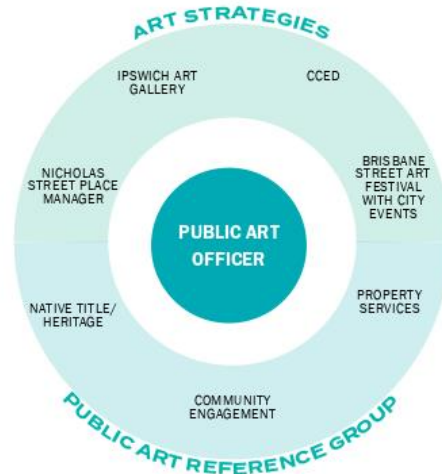 ART STRATEGIES
IPSWICH ART
GALLERY
CCED
NICHOLAS
STREET PLACE
MANAGER
BRISBANE
STREET ART
FESTIVAL
WITH CITY
EVENTS
PUBLIC ART
OFFICER
NATIVE TITLE/
HERITAGE
PROPERTY
SERVICES
COMMUNITY
ENGAGEMENT
PUBLIC ART REFERENCE GROUP